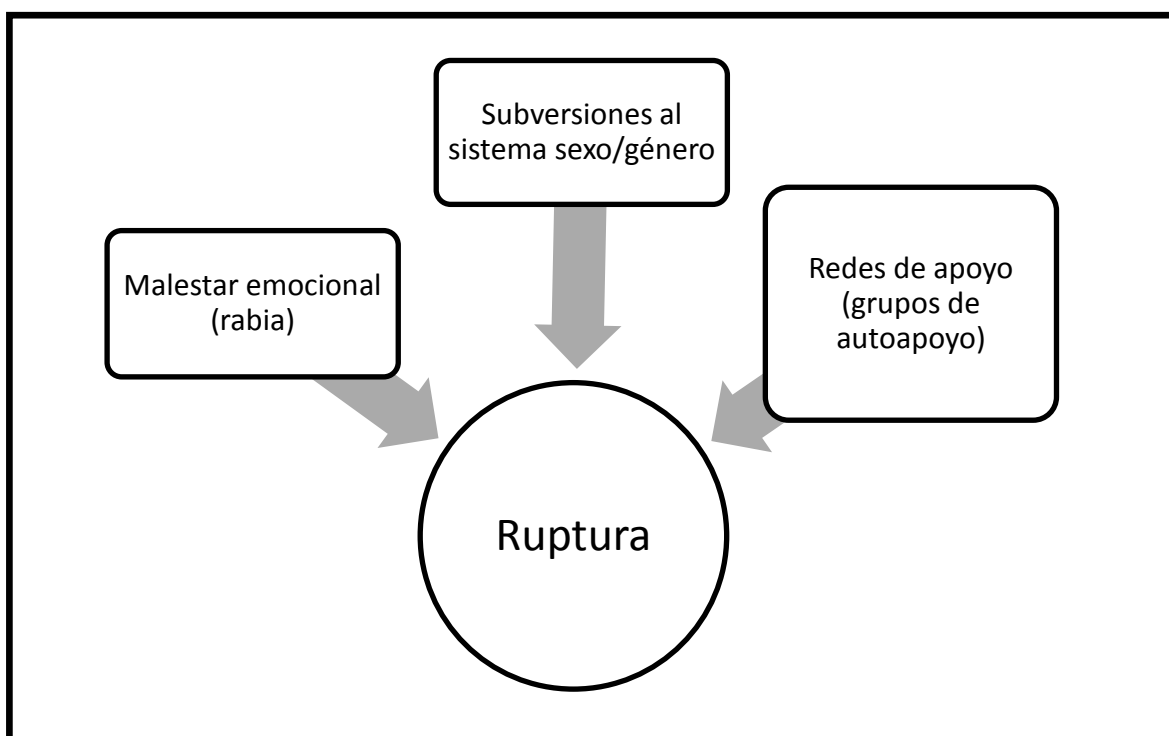 Subversiones al
sistema sexo/género
Malestar emocional
(rabia)
Redes de apoyo
(grupos de
autoapoyo)
Ruptura